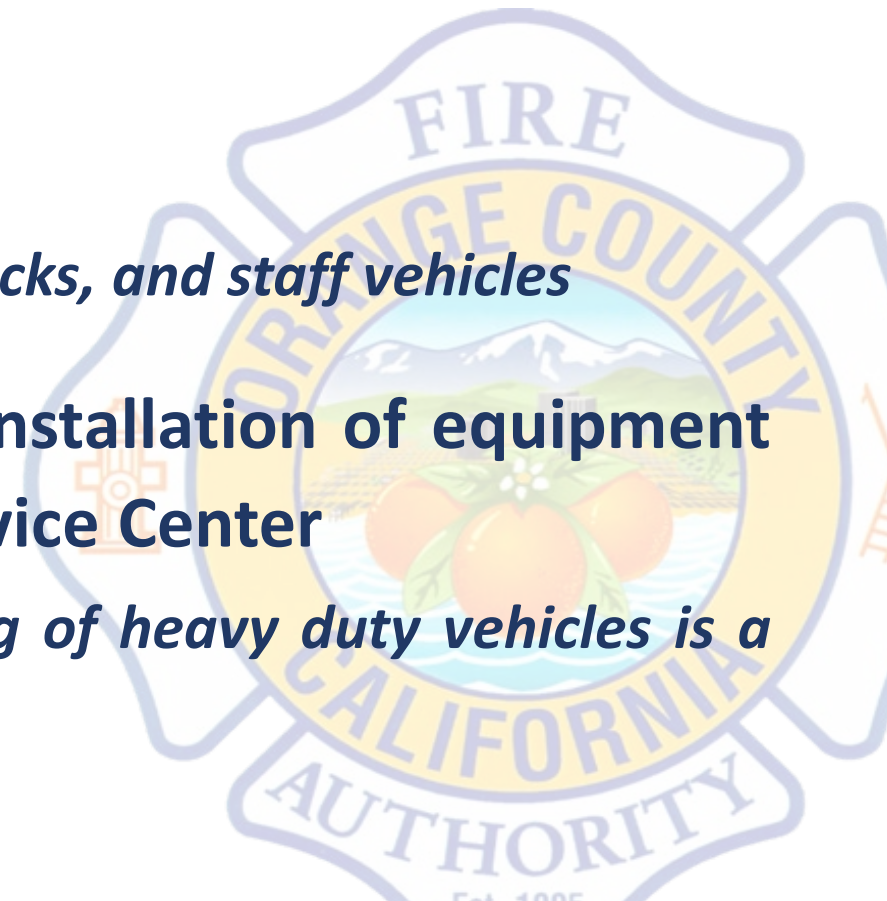 FIRE
ORANGE COUNTY
cks, and staff vehicles
nstallation of equipment
vice Center
g of heavy duty vehicles is a
CALIFORNIA
AUTHORITY